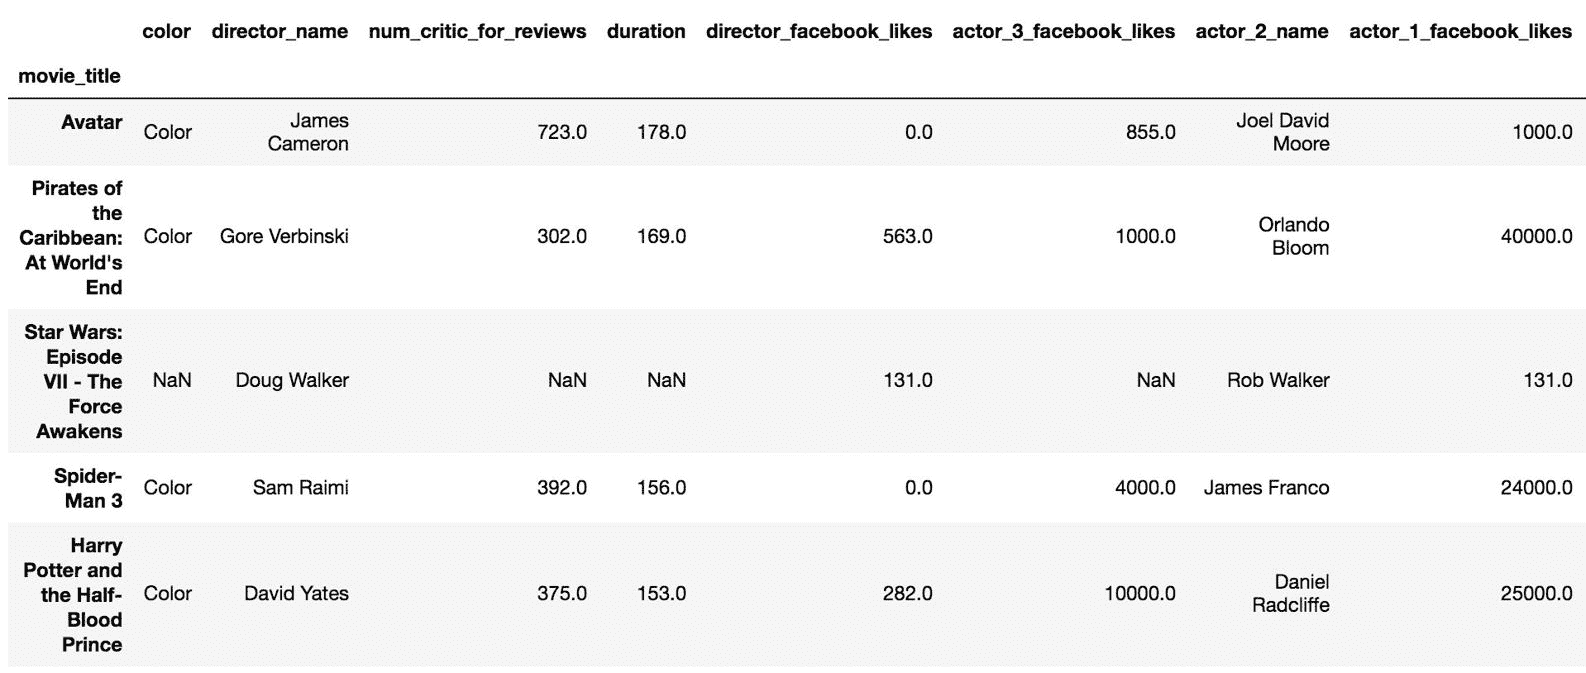 color director_name num_critic_for_reviews duration director_facebook_likes actor_3_facebook_likes actor_2_name actor_1_facebook_likes
movie_title
Avatar Color James Cameron 723.0 178.0 0.0 855.0 Joel David Moore 1000.0
Pirates of the Caribbean: At World's End Color Gore Verbinski 302.0 169.0 563.0 1000.0 Orlando Bloom 40000.0
Star Wars: Episode VII - The Force Awakens NaN Doug Walker NaN NaN 131.0 NaN Rob Walker 131.0
Spider-Man 3 Color Sam Raimi 392.0 156.0 0.0 4000.0 James Franco 24000.0
Harry Potter and the Half-Blood Prince Color David Yates 375.0 153.0 282.0 10000.0 Daniel Radcliffe 25000.0